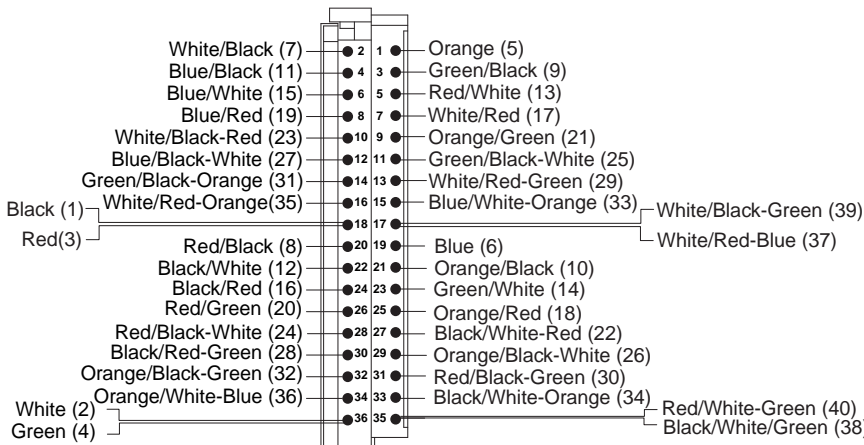 White/Black (7) 2 1 Orange (5)
Blue/Black (11) 4 3 Green/Black (9)
Blue/White (15) 6 5 Red/White (13)
Blue/Red (19) 8 7 White/Red (17)
White/Black-Red (23) 10 9 Orange/Green (21)
Blue/Black-White (27) 12 11 Green/Black-White (25)
Green/Black-Orange (31) 14 13 White/Red-Green (29)
White/Red-Orange(35) 16 15 Blue/White-Orange (33)
Black (1) White/Black-Green (39)
18 17
Red(3) White/Red-Blue (37)
Red/Black (8) 20 19 Blue (6)
Black/White (12) 22 21 Orange/Black (10)
Black/Red (16) 24 23 Green/White (14)
Red/Green (20) 26 25 Orange/Red (18)
Red/Black-White (24) 28 27 Black/White-Red (22)
Black/Red-Green (28) 30 29 Orange/Black-White (26)
Orange/Black-Green (32) 32 31 Red/Black-Green (30)
Orange/White-Blue (36) 34 33 Black/White-Orange (34)
White (2) Red/White-Green (40)
36 35
Green (4) Black/White/Green (38)